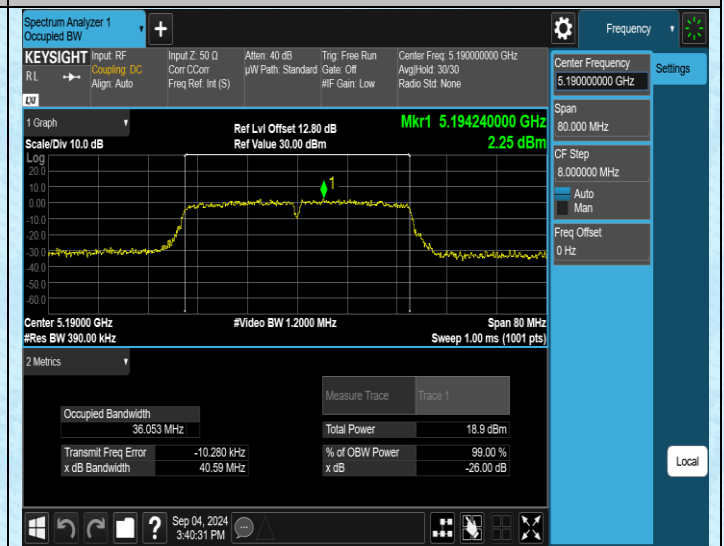 Spectrum Analyzer 1
Occupied BW
+
Frequency
KEYSIGHT
RL
LXI
Input: RF
Coupling: DC
Align: Auto
Input Z: 50 Ω
Corr CCorr
Freq Ref: Int (S)
Atten: 40 dB
µW Path: Standard
Trig: Free Run
Gate: Off
#IF Gain: Low
Center Freq: 5.190000000 GHz
Avg|Hold: 30/30
Radio Std: None
Center Frequency
5.190000000 GHz
Settings
Span
80.000 MHz
CF Step
8.000000 MHz
Auto
Man
Freq Offset
0 Hz
1 Graph
Scale/Div 10.0 dB
Ref Lvl Offset 12.80 dB
Ref Value 30.00 dBm
Mkr1 5.194240000 GHz
2.25 dBm
Log
20.0
10.0
0.00
-10.0
-20.0
-30.0
-40.0
-50.0
-60.0
1
Center 5.19000 GHz
#Res BW 390.00 kHz
#Video BW 1.2000 MHz
Span 80 MHz
Sweep 1.00 ms (1001 pts)
2 Metrics
Measure Trace Trace 1
Occupied Bandwidth
36.053 MHz
Total Power 18.9 dBm
Transmit Freq Error -10.280 kHz
% of OBW Power 99.00 %
x dB Bandwidth 40.59 MHz
x dB -26.00 dB
Local
?
Sep 04, 2024
3:40:31 PM